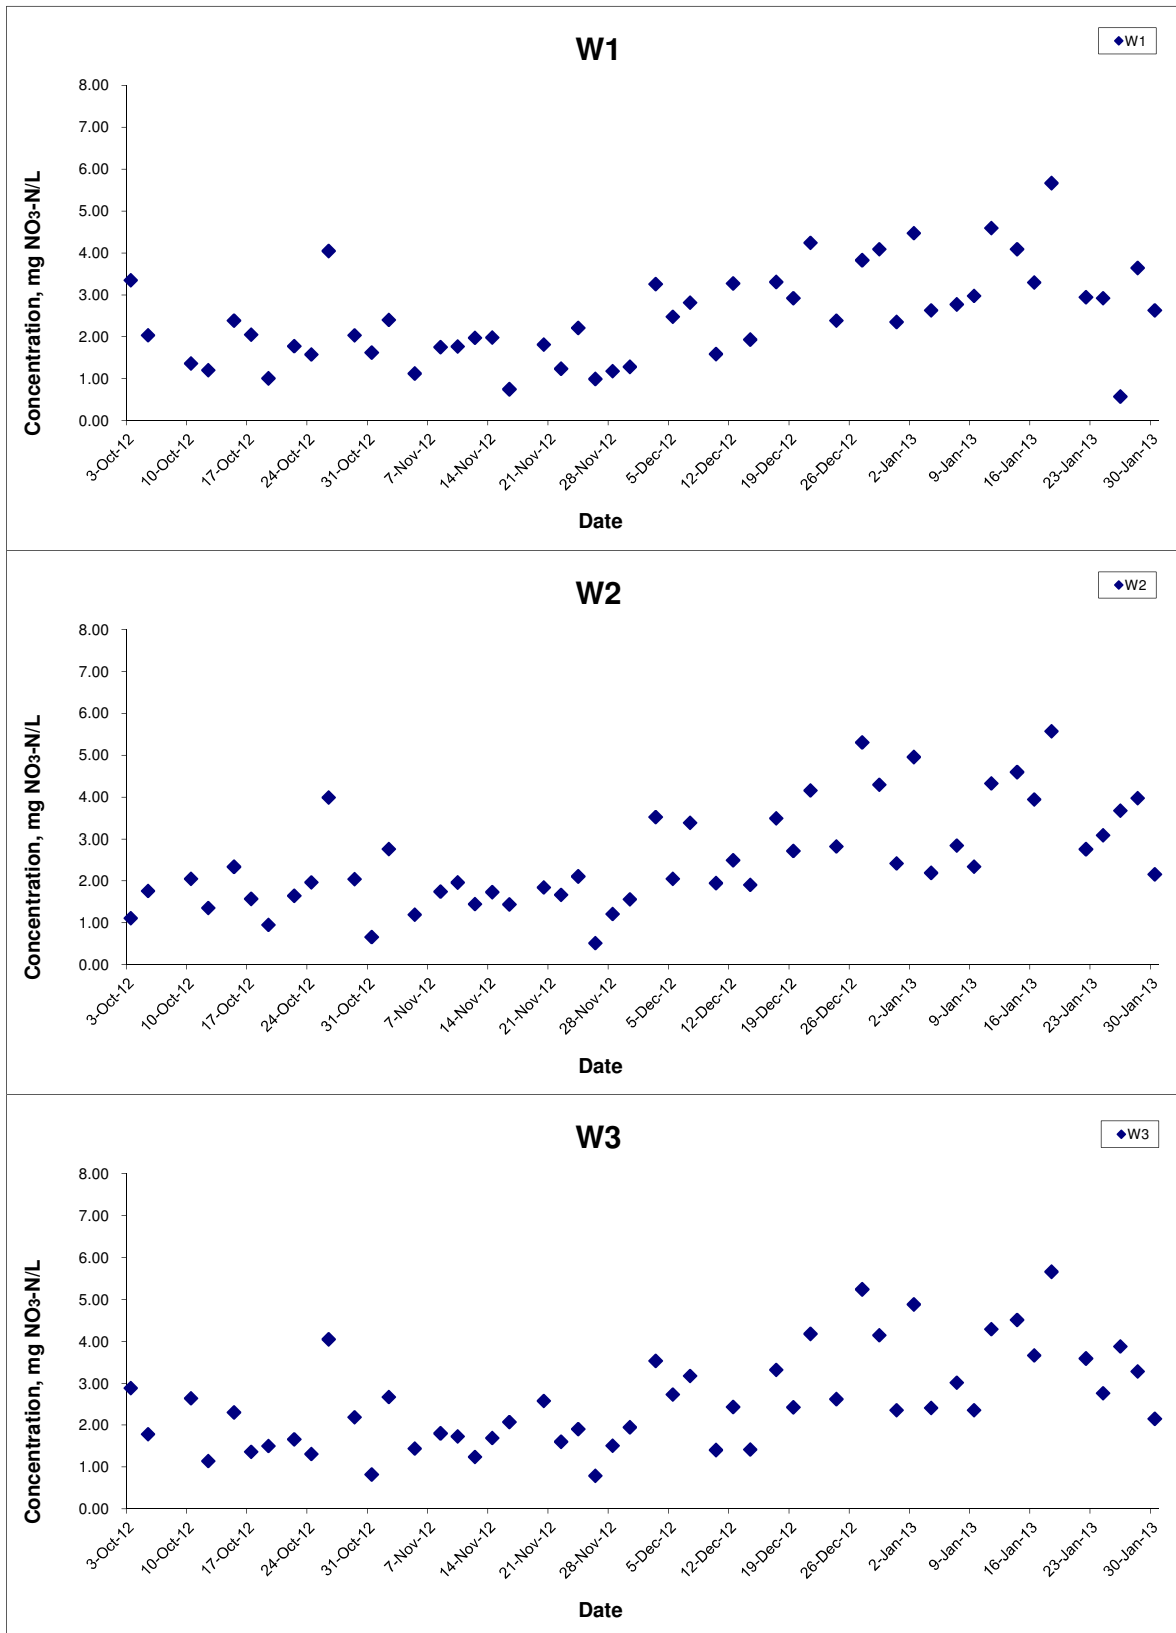 W1
W1
8.00
7.00
6.00
5.00
4.00
3.00
2.00
1.00
0.00
Concentration, mg NO3-N/L
3-Oct-12
10-Oct-12
17-Oct-12
24-Oct-12
31-Oct-12
7-Nov-12
14-Nov-12
21-Nov-12
28-Nov-12
5-Dec-12
12-Dec-12
19-Dec-12
26-Dec-12
2-Jan-13
9-Jan-13
16-Jan-13
23-Jan-13
30-Jan-13
Date
W2
W2
8.00
7.00
6.00
5.00
4.00
3.00
2.00
1.00
0.00
Concentration, mg NO3-N/L
3-Oct-12
10-Oct-12
17-Oct-12
24-Oct-12
31-Oct-12
7-Nov-12
14-Nov-12
21-Nov-12
28-Nov-12
5-Dec-12
12-Dec-12
19-Dec-12
26-Dec-12
2-Jan-13
9-Jan-13
16-Jan-13
23-Jan-13
30-Jan-13
Date
W3
W3
8.00
7.00
6.00
5.00
4.00
3.00
2.00
1.00
0.00
Concentration, mg NO3-N/L
3-Oct-12
10-Oct-12
17-Oct-12
24-Oct-12
31-Oct-12
7-Nov-12
14-Nov-12
21-Nov-12
28-Nov-12
5-Dec-12
12-Dec-12
19-Dec-12
26-Dec-12
2-Jan-13
9-Jan-13
16-Jan-13
23-Jan-13
30-Jan-13
Date